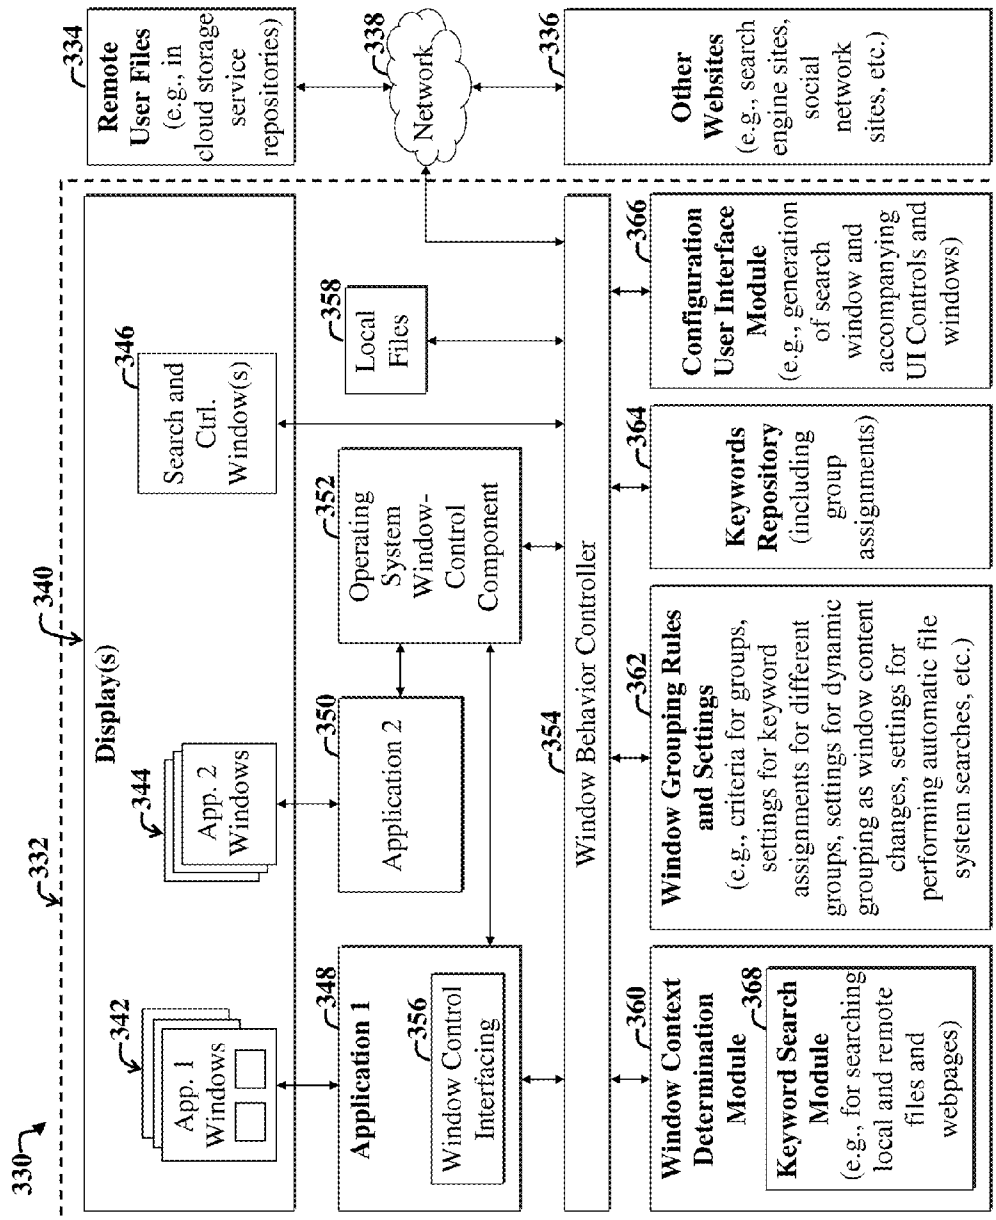 330
332
340
Display(s)
342
App. 1
Windows
344
App. 2
Windows
346
Search and
Ctrl.
Window(s)
348
Application 1
356
Window Control
Interfacing
350
Application 2
352
Operating
System
Window-
Control
Component
358
Local
Files
354
Window Behavior Controller
360
Window Context
Determination
Module
368
Keyword Search
Module
(e.g., for searching
local and remote
files and
webpages)
362
Window Grouping Rules
and Settings
(e.g., criteria for groups,
settings for keyword
assignments for different
groups, settings for dynamic
grouping as window content
changes, settings for
performing automatic file
system searches, etc.)
364
Keywords
Repository
(including
group
assignments)
366
Configuration
User Interface
Module
(e.g., generation
of search
window and
accompanying
UI Controls and
windows)
334
Remote
User Files
(e.g., in
cloud storage
service
repositories)
338
Network
336
Other
Websites
(e.g., search
engine sites,
social
network
sites, etc.)